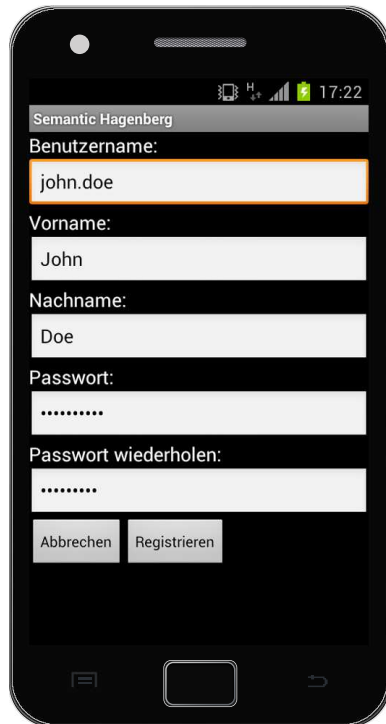 H 17:22
Semantic Hagenberg
Benutzername:
john.doe
Vorname:
John
Nachname:
Doe
Passwort:
••••••••••
Passwort wiederholen:
•••••••••
Abbrechen Registrieren